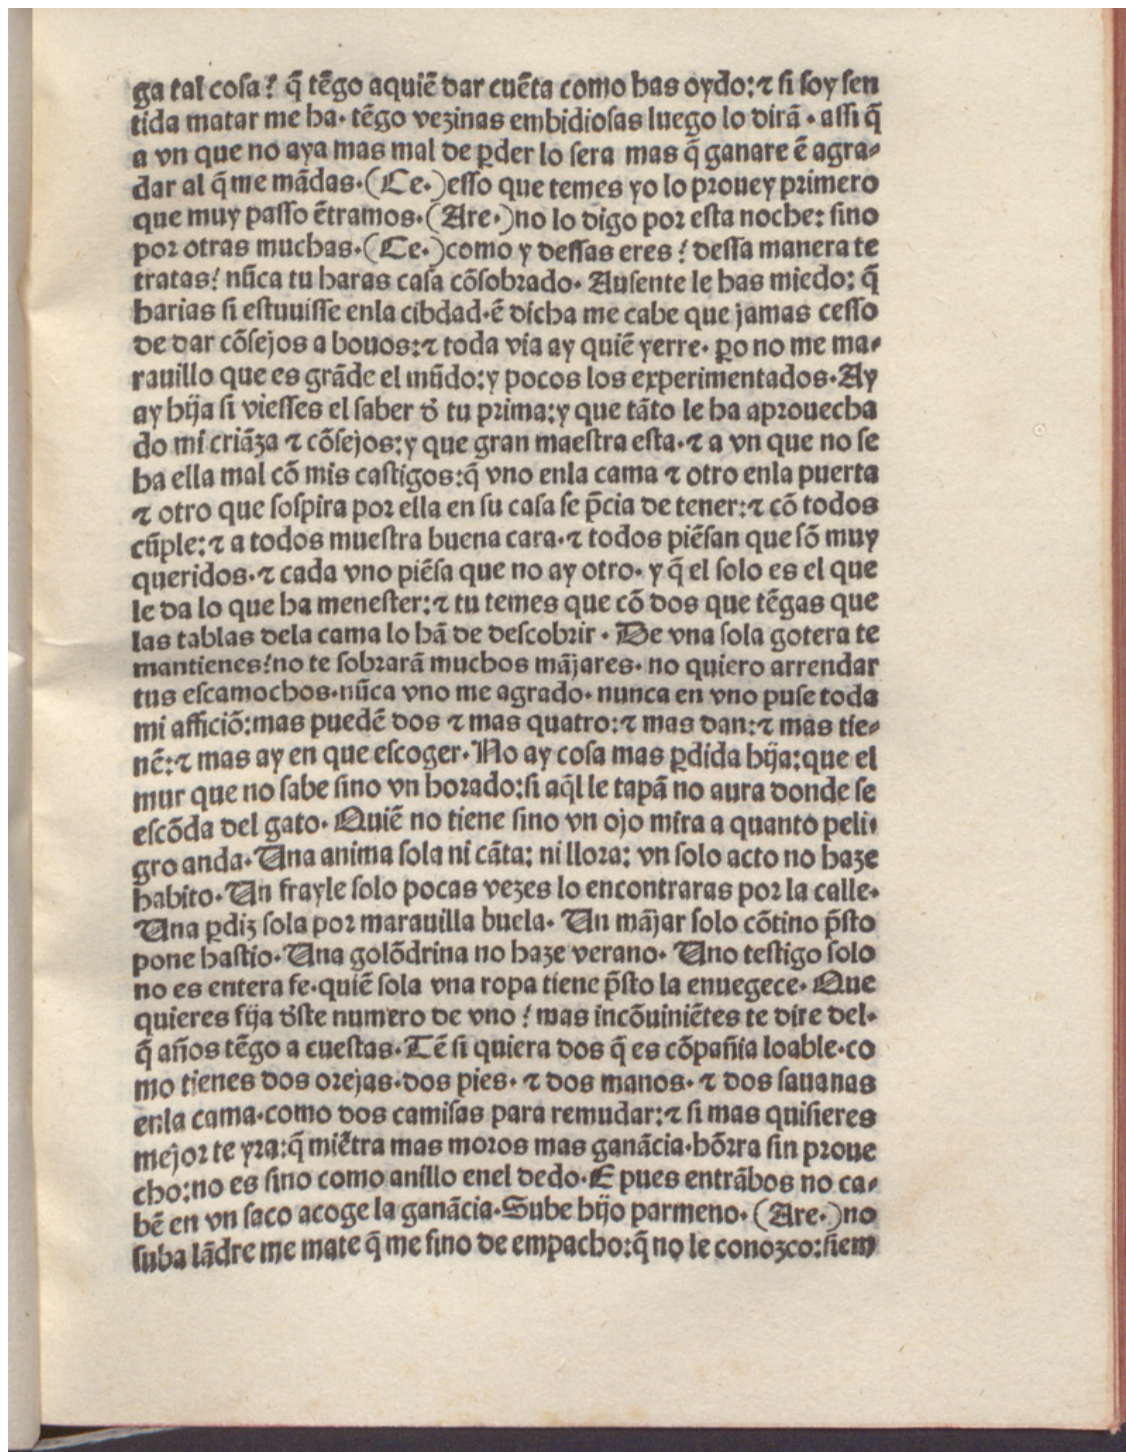 ga tal coſa? q̃ tẽgo aquiẽ dar cuẽta como has oydo: ⁊ ſi ſoy ſen
tida matar me ha. tẽgo vezinas embidioſas luego lo dirã. aſſi q̃
a vn que no aya mas mal de ꝑder lo ſera mas q̃ ganare ẽ agra-
dar al q̃ me mãdas. (Ce.) eſſo que temes yo lo prouey primero
que muy paſſo ẽtramos. (Are.) no lo digo por eſta noche: ſino
por otras muchas. (Ce.) como y deſſas eres? deſſa manera te
tratas? nũca tu haras caſa cõſobrado. Auſente le has miedo: q̃
harias ſi eſtuuiſſe enla cibdad. ẽ dicha me cabe que jamas ceſſo
de dar cõſejos a bouos: ⁊ toda via ay quiẽ yerre. ꝑo no me ma-
rauillo que es grãde el mũdo: y pocos los experimentados. Ay
ay hija ſi vieſſes el ſaber đ tu prima: y que tãto le ha aprouecha
do mi criãza ⁊ cõſejos: y que gran maeſtra eſta. ⁊ a vn que no ſe
ha ella mal cõ mis caſtigos: q̃ vno enla cama ⁊ otro enla puerta
⁊ otro que ſoſpira por ella en ſu caſa ſe p̃cia de tener: ⁊ cõ todos
cũple: ⁊ a todos mueſtra buena cara. ⁊ todos piẽſan que ſõ muy
queridos. ⁊ cada vno piẽſa que no ay otro. y q̃ el ſolo es el que
le da lo que ha meneſter: ⁊ tu temes que cõ dos que tẽgas que
las tablas dela cama lo hã de deſcobrir. De vna ſola gotera te
mantienes? no te ſobrarã muchos mãjares. no quiero arrendar
tus eſcamochos. nũca vno me agrado. nunca en vno puſe toda
mi afficiõ: mas puedẽ dos ⁊ mas quatro: ⁊ mas dan: ⁊ mas tie-
nẽ: ⁊ mas ay en que eſcoger. No ay coſa mas ꝑdida hija: que el
mur que no ſabe ſino vn horado: ſi aq̃l le tapã no aura donde ſe
eſcõda del gato. Quiẽ no tiene ſino vn ojo mira a quanto peli-
gro anda. Una anima ſola ni cãta: ni llora: vn ſolo acto no haze
habito. Un frayle ſolo pocas vezes lo encontraras por la calle.
Una ꝑdiz ſola por marauilla buela. Un mãjar ſolo cõtino p̃ſto
pone haſtio. Una golõdrina no haze verano. Uno teſtigo ſolo
no es entera fe. quiẽ ſola vna ropa tiene p̃ſto la enuegece. Que
quieres fija đſte numero de vno? mas incõuiniẽtes te dire del.
q̃ años tẽgo a cueſtas. Tẽ ſi quiera dos q̃ es cõpañia loable. co
mo tienes dos orejas. dos pies. ⁊ dos manos. ⁊ dos ſauanas
enla cama. como dos camiſas para remudar: ⁊ ſi mas quiſieres
mejor te yra: q̃ miẽtra mas moros mas ganãcia. hõrra ſin proue
cho: no es ſino como anillo enel dedo. E pues entrãbos no ca-
bẽ en vn ſaco acoge la ganãcia. Sube hijo parmeno. (Are.) no
ſuba lãdre me mate q̃ me fino de empacho: q̃ no le conozco: ſiem